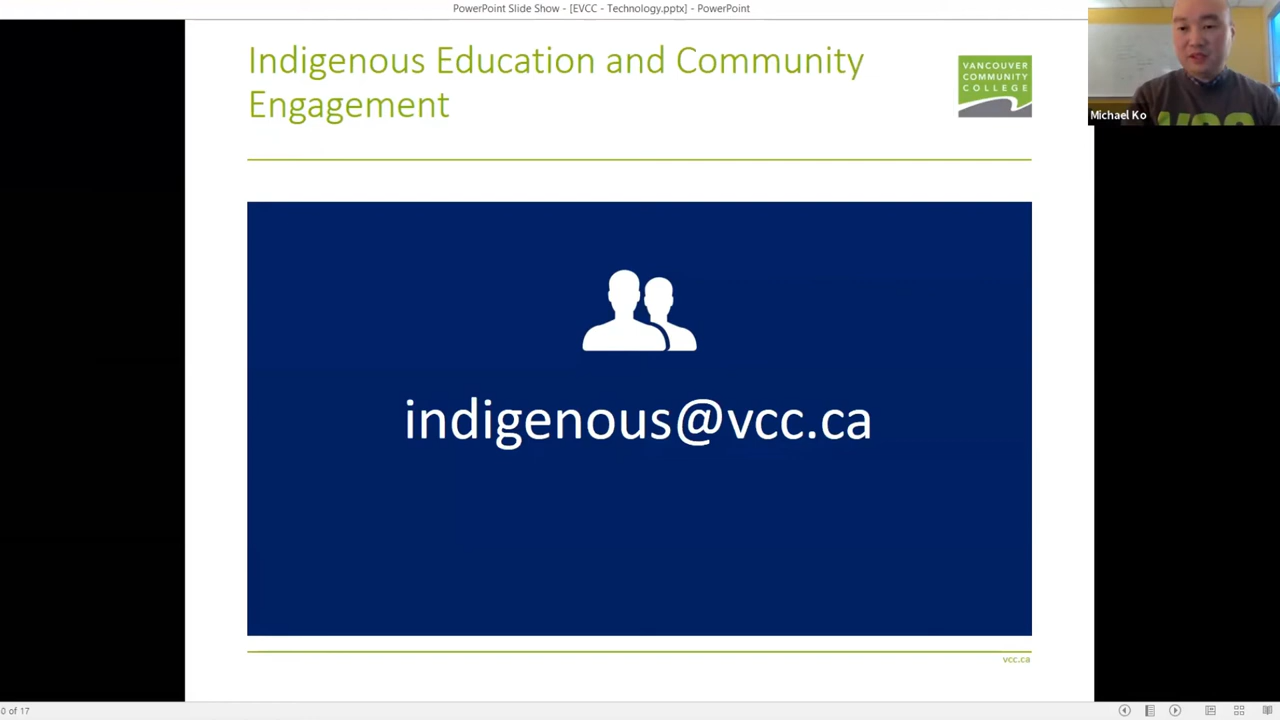 PowerPoint Slide Show - [EVCC - Technology.pptx] - PowerPoint
Indigenous Education and Community
Engagement
VANCOUVER
COMMUNITY
COLLEGE
Michael Ko
VCC
indigenous@vcc.ca
vcc.ca
0 of 17